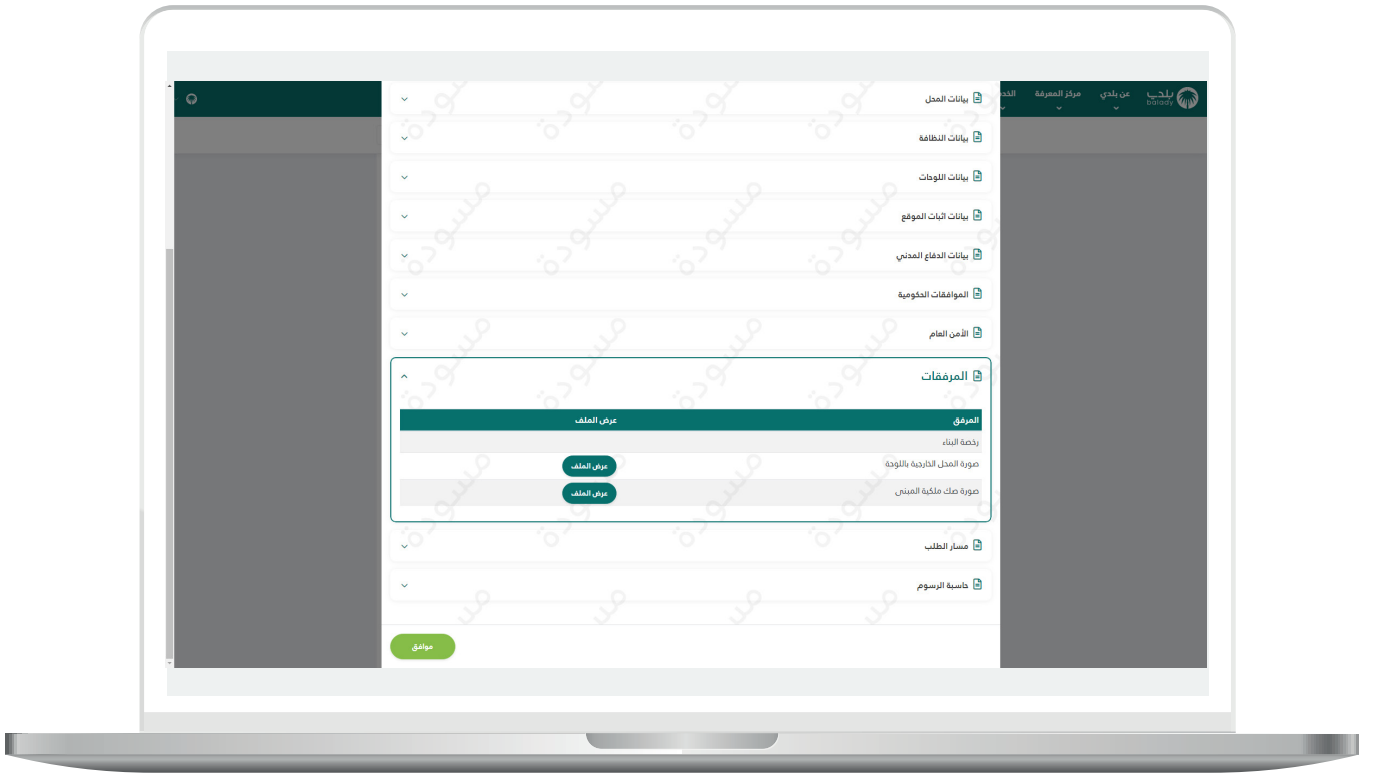 بلدي
balady
عن بلدي
مركز المعرفة
بيانات المحل
بيانات النظافة
بيانات اللوحات
بيانات اثبات الموقع
بيانات الدفاع المدني
الموافقات الحكومية
الأمن العام
المرفقات
المرفق عرض الملف
رخصة البناء
صورة المحل الخارجية باللوحة عرض الملف
صورة صك ملكية المبنى عرض الملف
مسار الطلب
حاسبة الرسوم
موافق
مسودة